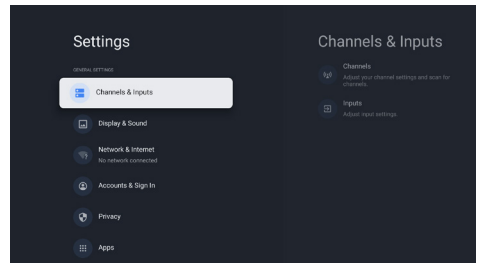 Settings
GENERAL SETTINGS
Channels & Inputs
Display & Sound
Network & Internet
No network connected
Accounts & Sign In
Privacy
Apps
Channels & Inputs
Channels
Adjust your channel settings and scan for
channels.
Inputs
Adjust input settings.